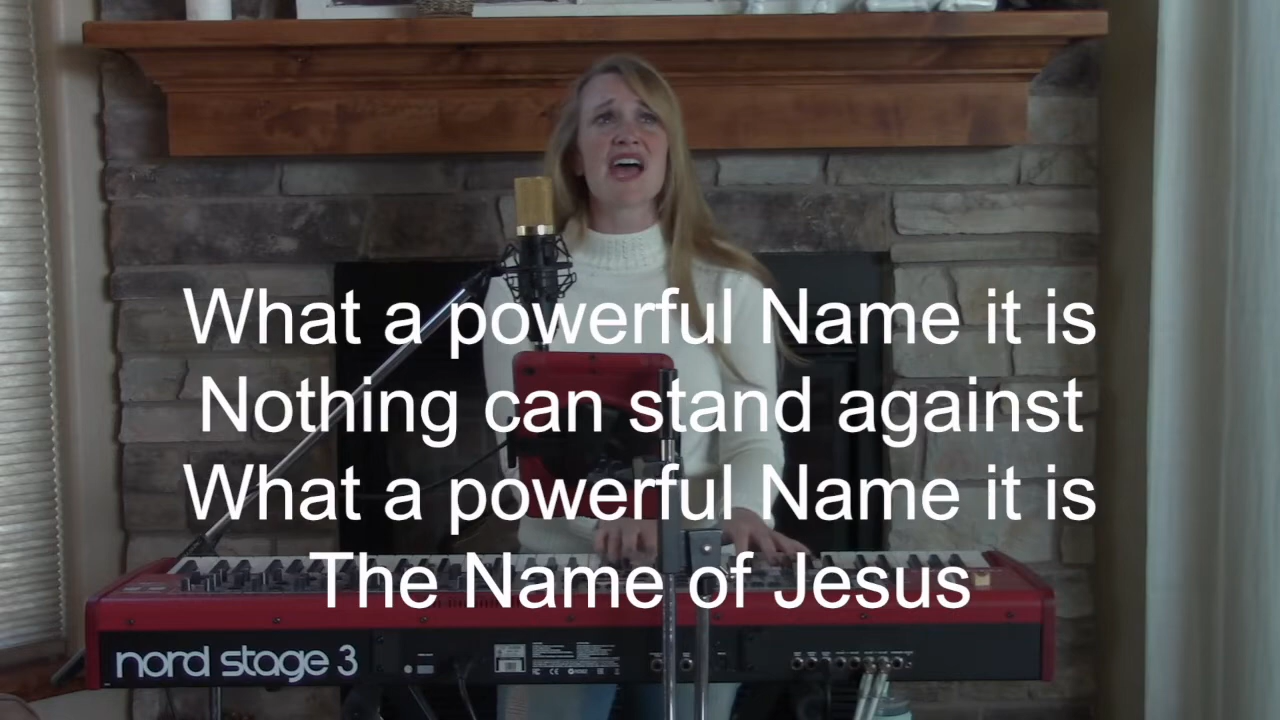 What a powerful Name it is
Nothing can stand against
What a powerful Name it is
The Name of Jesus
nord stage 3